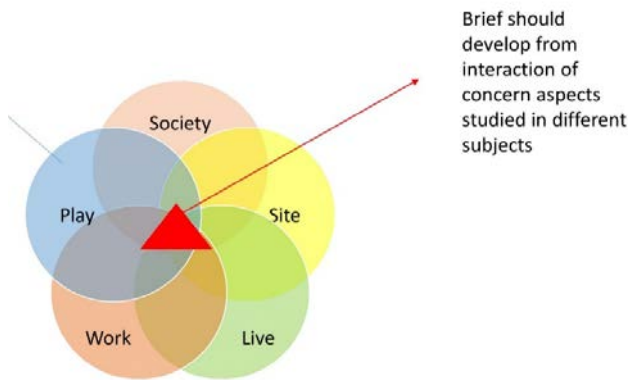 Brief should
develop from
interaction of
concern aspects
studied in different
subjects
Society
Play
Site
Work
Live